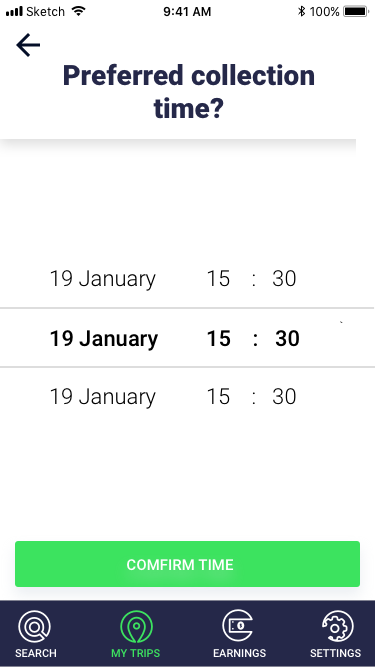 Sketch 9:41 AM 100%
Preferred collection
time?
19 January 15 : 30
19 January 15 : 30 `
19 January 15 : 30
COMFIRM TIME
SEARCH MY TRIPS EARNINGS SETTINGS